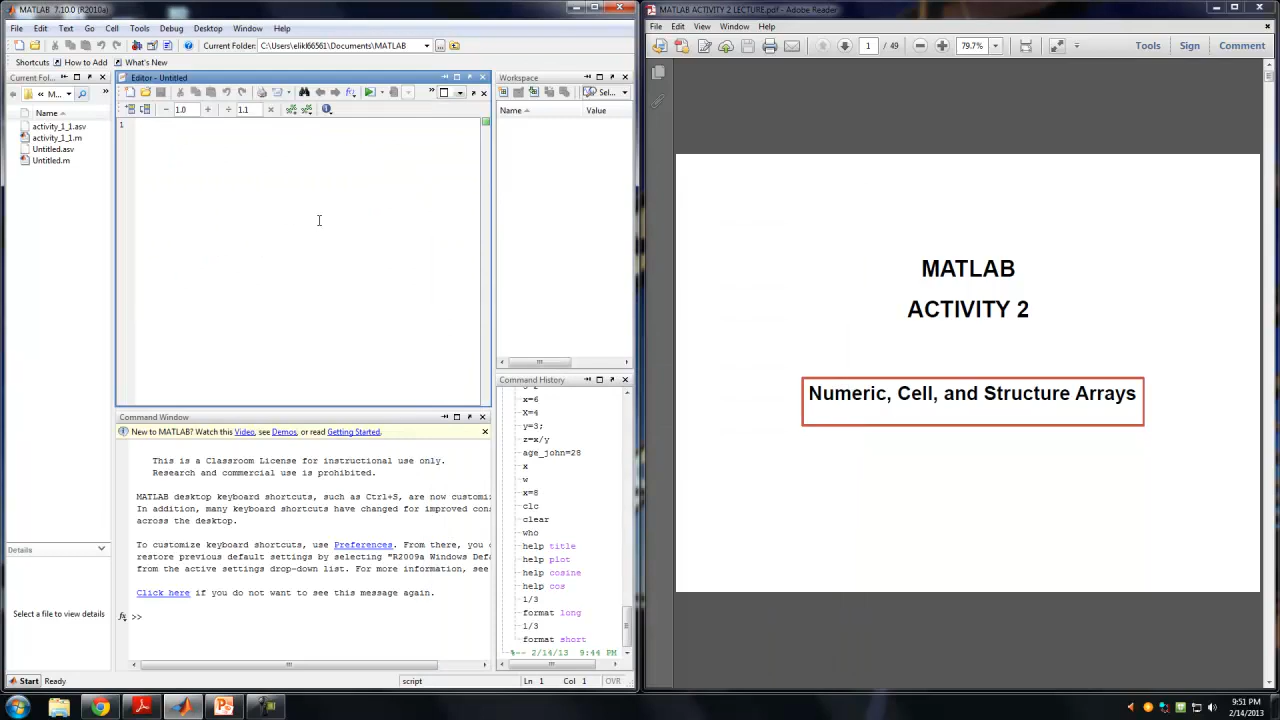 MATLAB 7.10.0 (R2010a)
File Edit Text Go Cell Tools Debug Desktop Window Help
Current Folder: C:\Users\elikl66561\Documents\MATLAB
Shortcuts How to Add What's New
Current Fol...
« M...
Name
activity_1_1.asv
activity_1_1.m
Untitled.asv
Untitled.m
Details
Select a file to view details
Editor - Untitled
1.0
1.1
1
Workspace
Sel...
Name Value
Command Window
New to MATLAB? Watch this Video, see Demos, or read Getting Started.
This is a Classroom License for instructional use only.
Research and commercial use is prohibited.
MATLAB desktop keyboard shortcuts, such as Ctrl+S, are now customi
In addition, many keyboard shortcuts have changed for improved con
across the desktop.
To customize keyboard shortcuts, use Preferences. From there, you c
restore previous default settings by selecting "R2009a Windows Def
from the active settings drop-down list. For more information, see
Click here if you do not want to see this message again.
fx >>
Command History
x=6
X=4
y=3;
z=x/y
age_john=28
x
w
x=8
clc
clear
who
help title
help plot
help cosine
help cos
1/3
format long
1/3
format short
%-- 2/14/13 9:44 PM
Start Ready
script
Ln 1 Col 1 OVR
MATLAB ACTIVITY 2 LECTURE.pdf - Adobe Reader
File Edit View Window Help
1 / 49
79.7%
Tools Sign Comment
MATLAB
ACTIVITY 2
Numeric, Cell, and Structure Arrays
9:51 PM
2/14/2013